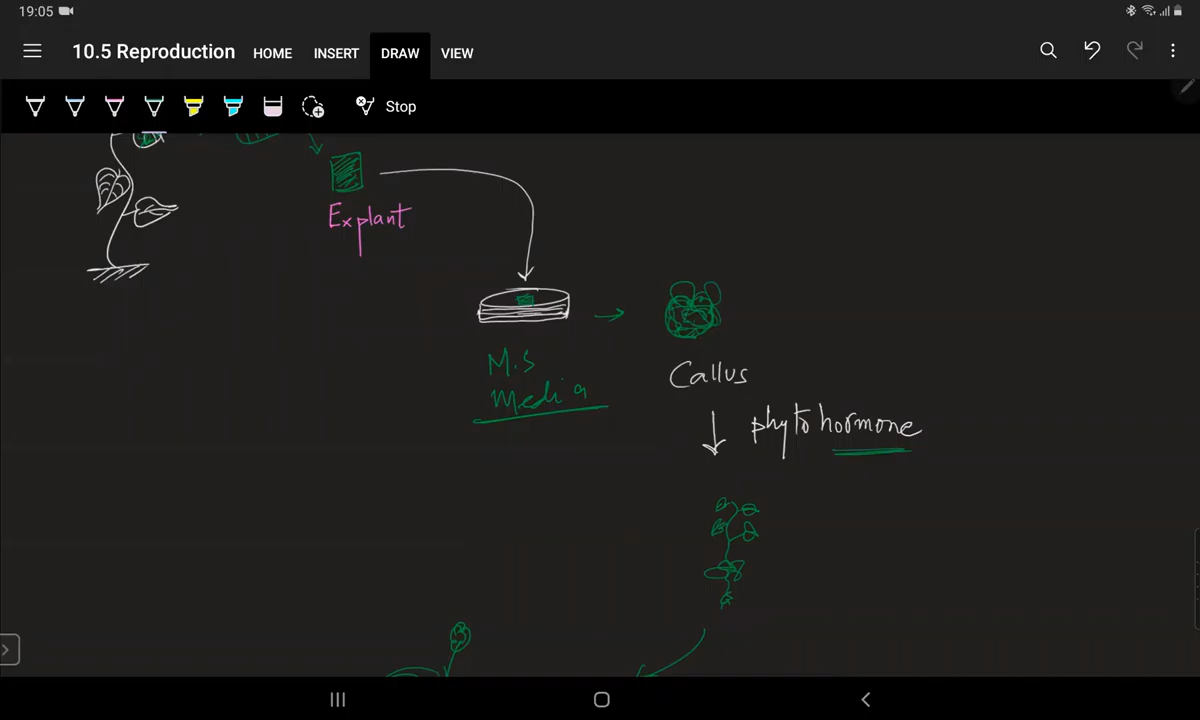 19:05
10.5 Reproduction HOME INSERT DRAW VIEW
Stop
Explant
M.S
Media
Callus
phytohormone